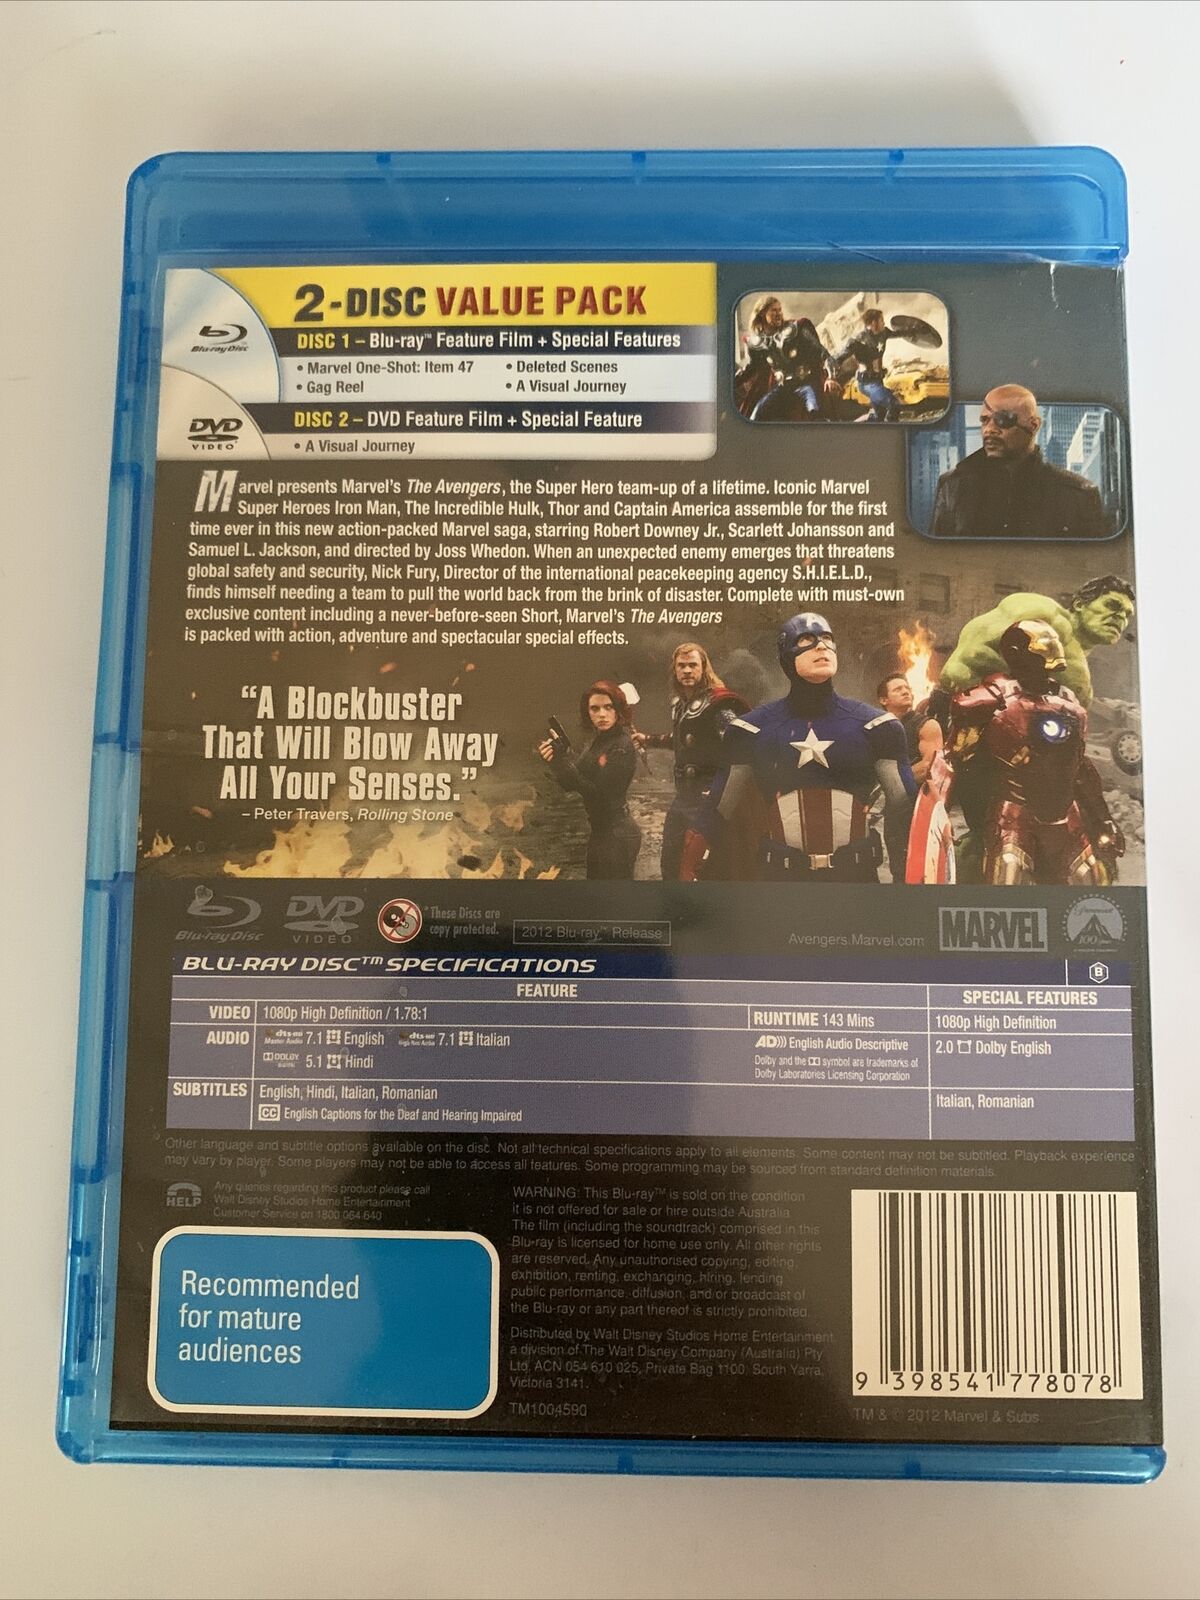 2-DISC VALUE PACK
DISC 1 – Blu-ray™ Feature Film + Special Features
• Marvel One-Shot: Item 47 • Deleted Scenes
• Gag Reel • A Visual Journey
DISC 2 – DVD Feature Film + Special Feature
• A Visual Journey
Blu-ray Disc
DVD
VIDEO
Marvel presents Marvel's The Avengers, the Super Hero team-up of a lifetime. Iconic Marvel
Super Heroes Iron Man, The Incredible Hulk, Thor and Captain America assemble for the first
time ever in this new action-packed Marvel saga, starring Robert Downey Jr., Scarlett Johansson and
Samuel L. Jackson, and directed by Joss Whedon. When an unexpected enemy emerges that threatens
global safety and security, Nick Fury, Director of the international peacekeeping agency S.H.I.E.L.D.,
finds himself needing a team to pull the world back from the brink of disaster. Complete with must-own
exclusive content including a never-before-seen Short, Marvel's The Avengers
is packed with action, adventure and spectacular special effects.
“A Blockbuster
That Will Blow Away
All Your Senses.”
– Peter Travers, Rolling Stone
Blu-ray Disc
DVD
VIDEO
*These Discs are
copy protected.
2012 Blu-ray™ Release
Avengers.Marvel.com
MARVEL
Paramount
100
BLU-RAY DISC™ SPECIFICATIONS
B
FEATURE
SPECIAL FEATURES
VIDEO 1080p High Definition / 1.78:1
RUNTIME 143 Mins
1080p High Definition
AUDIO dts-HD Master Audio 7.1 English dts-HD High Res Audio 7.1 Italian
DOLBY DIGITAL 5.1 Hindi
AD))) English Audio Descriptive
Dolby and the DD symbol are trademarks of
Dolby Laboratories Licensing Corporation
2.0 Dolby English
SUBTITLES English, Hindi, Italian, Romanian
CC English Captions for the Deaf and Hearing Impaired
Italian, Romanian
Other language and subtitle options available on the disc. Not all technical specifications apply to all elements. Some content may not be subtitled. Playback experience
may vary by player. Some players may not be able to access all features. Some programming may be sourced from standard definition materials.
HELP
Any queries regarding this product please call
Walt Disney Studios Home Entertainment
Customer Service on 1800 064 640
Recommended
for mature
audiences
WARNING: This Blu-ray™ is sold on the condition
it is not offered for sale or hire outside Australia.
The film (including the soundtrack) comprised in this
Blu-ray is licensed for home use only. All other rights
are reserved. Any unauthorised copying, editing,
exhibition, renting, exchanging, hiring, lending
public performance, diffusion, and/or broadcast of
the Blu-ray or any part thereof is strictly prohibited.
Distributed by Walt Disney Studios Home Entertainment,
a division of The Walt Disney Company (Australia) Pty
Ltd, ACN 054 610 025, Private Bag 1100, South Yarra,
Victoria 3141.
TM1004590
9 398541 778078
TM & © 2012 Marvel & Subs.